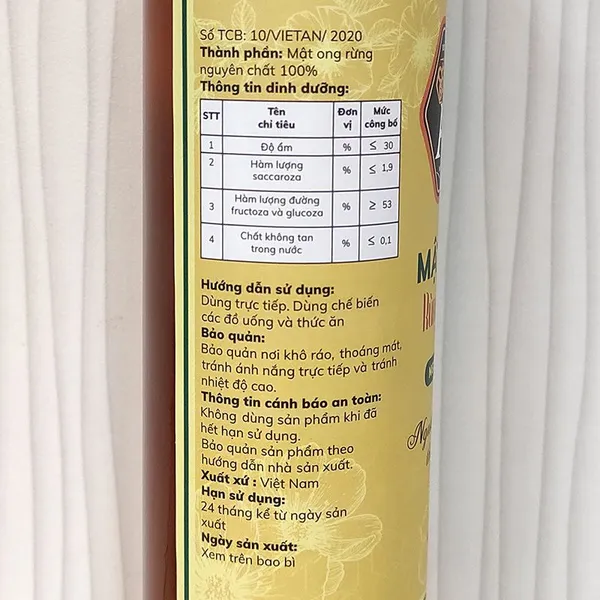 Số TCB: 10/VIETAN/ 2020
Thành phần: Mật ong rừng
nguyên chất 100%
Thông tin dinh dưỡng:
STT Tên chỉ tiêu Đơn vị Mức công bố
1 Độ ẩm % ≤ 30
2 Hàm lượng saccaroza % ≤ 1,9
3 Hàm lượng đường fructoza và glucoza % ≥ 53
4 Chất không tan trong nước % ≤ 0,1
Hướng dẫn sử dụng:
Dùng trực tiếp. Dùng chế biến
các đồ uống và thức ăn
Bảo quản:
Bảo quản nơi khô ráo, thoáng mát,
tránh ánh nắng trực tiếp và tránh
nhiệt độ cao.
Thông tin cánh báo an toàn:
Không dùng sản phẩm khi đã
hết hạn sử dụng.
Bảo quản sản phẩm theo
hướng dẫn nhà sản xuất.
Xuất xứ : Việt Nam
Hạn sử dụng:
24 tháng kể từ ngày sản
xuất
Ngày sản xuất:
Xem trên bao bì